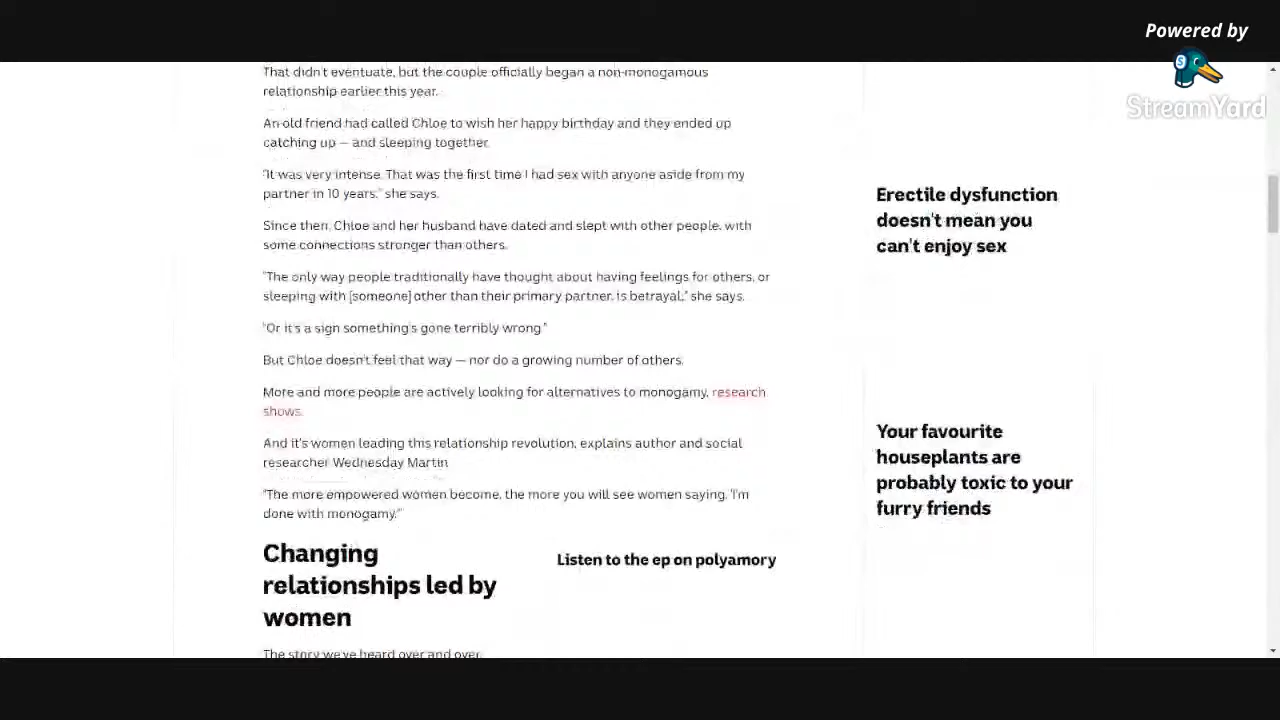 Powered by
StreamYard
That didn't eventuate, but the couple officially began a non-monogamous
relationship earlier this year.
An old friend had called Chloe to wish her happy birthday and they ended up
catching up — and sleeping together.
"It was very intense. That was the first time I had sex with anyone aside from my
partner in 10 years," she says.
Since then, Chloe and her husband have dated and slept with other people, with
some connections stronger than others.
"The only way people traditionally have thought about having feelings for others, or
sleeping with [someone] other than their primary partner, is betrayal," she says.
"Or it's a sign something's gone terribly wrong."
But Chloe doesn't feel that way — nor do a growing number of others.
More and more people are actively looking for alternatives to monogamy, research
shows.
And it's women leading this relationship revolution, explains author and social
researcher Wednesday Martin
"The more empowered women become, the more you will see women saying, 'I'm
done with monogamy.'"
Changing
relationships led by
women
The story we've heard over and over,
Listen to the ep on polyamory
Erectile dysfunction
doesn't mean you
can't enjoy sex
Your favourite
houseplants are
probably toxic to your
furry friends